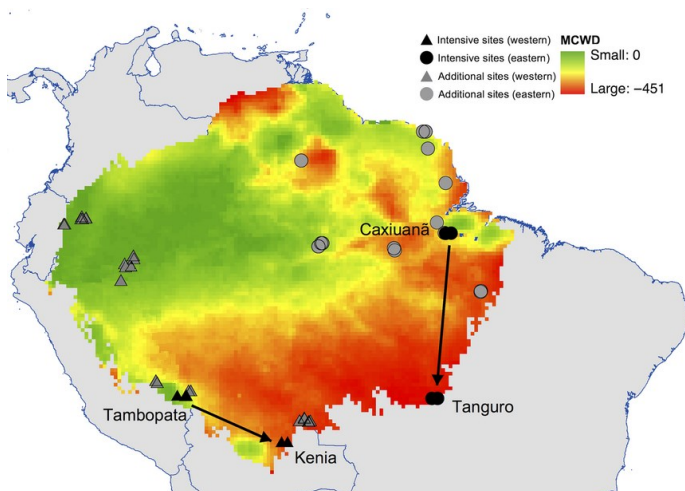 Intensive sites (western)
Intensive sites (eastern)
Additional sites (western)
Additional sites (eastern)
MCWD
Small: 0
Large: −451
Caxiuanã
Tambopata
Kenia
Tanguro